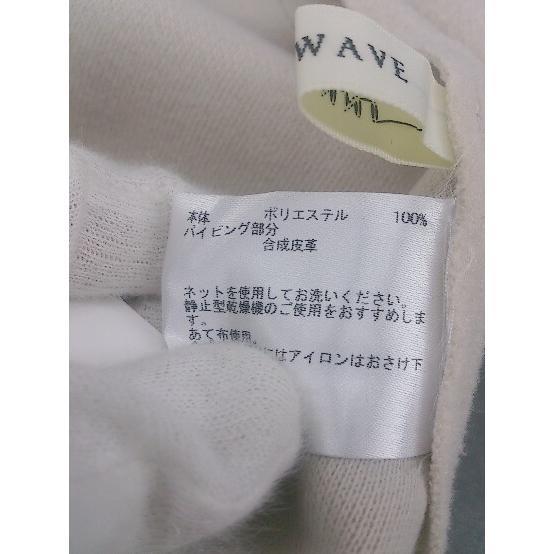 WAVE
本体 ポリエステル 100%
パイピング部分
合成皮革
ネットを使用してお洗いください。
静止型乾燥機のご使用をおすすめしま
す。
あて布使用。
にはアイロンはおさけ下